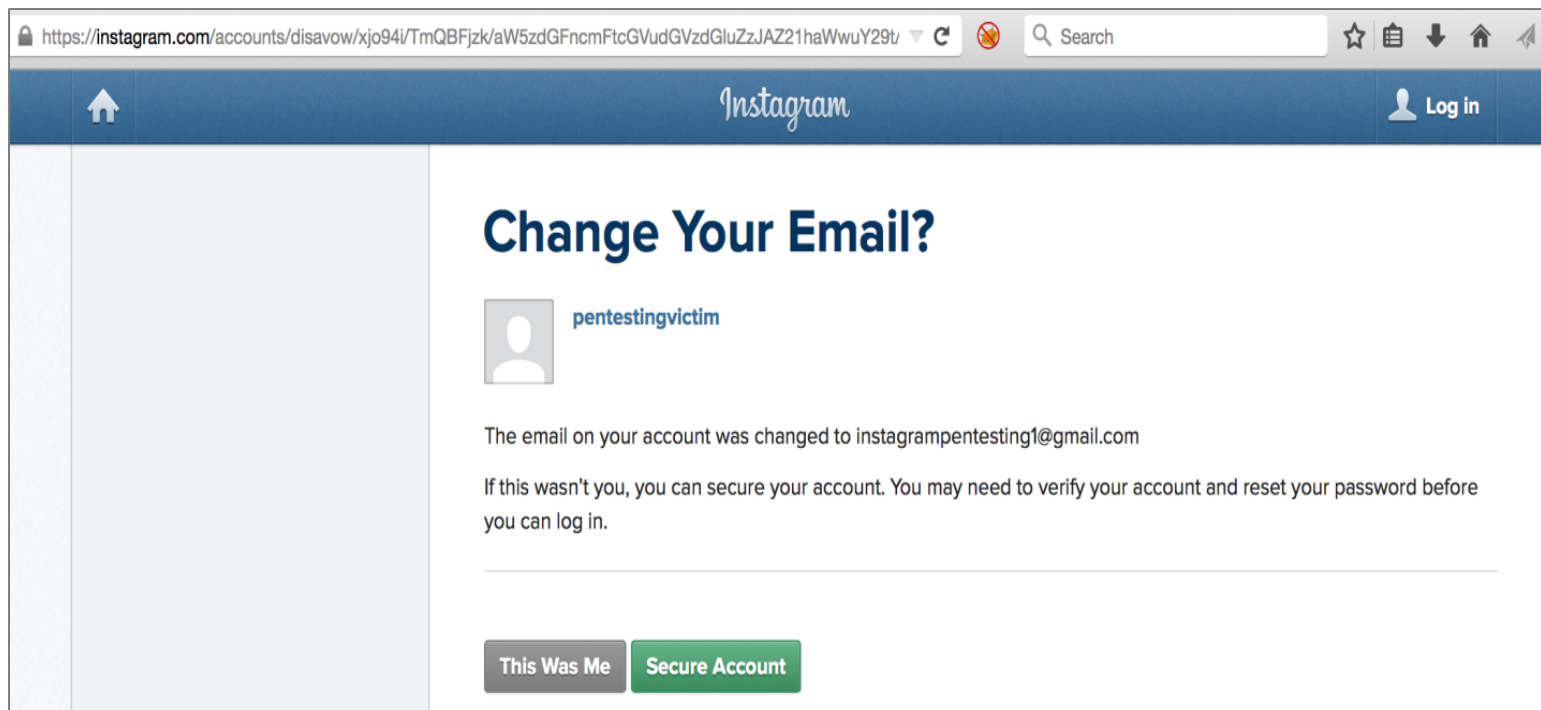 https://instagram.com/accounts/disavow/xjo94i/TmQBFjzk/aW5zdGFncmFtcGVudGVzdGluZzJAZ21haWwuY29t/
Search
Instagram
Log in
Change Your Email?
pentestingvictim
The email on your account was changed to instagrampentesting1@gmail.com
If this wasn't you, you can secure your account. You may need to verify your account and reset your password before
you can log in.
This Was Me
Secure Account